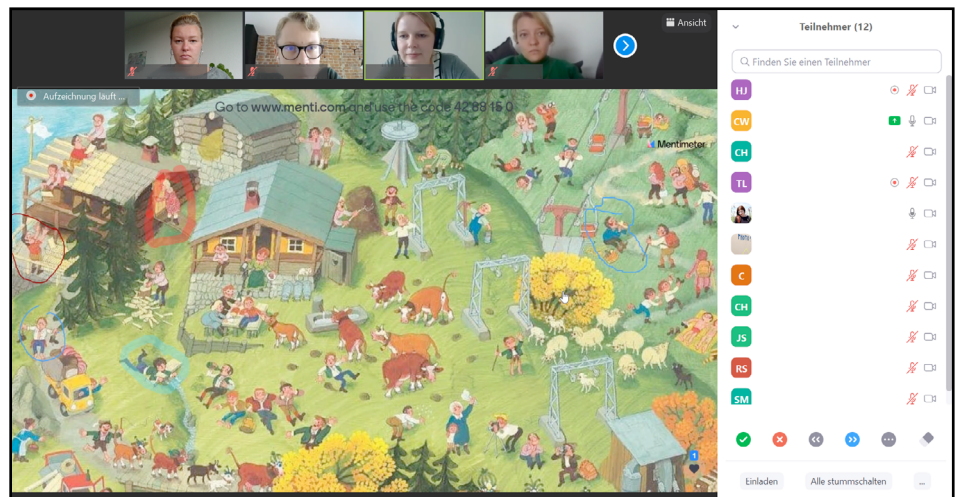 Ansicht
Aufzeichnung läuft ...
Go to www.menti.com and use the code 42 88 15 0
Mentimeter
1
Teilnehmer (12)
Finden Sie einen Teilnehmer
HJ
CW
CH
TL
C
CH
JS
RS
SM
Einladen
Alle stummschalten
...